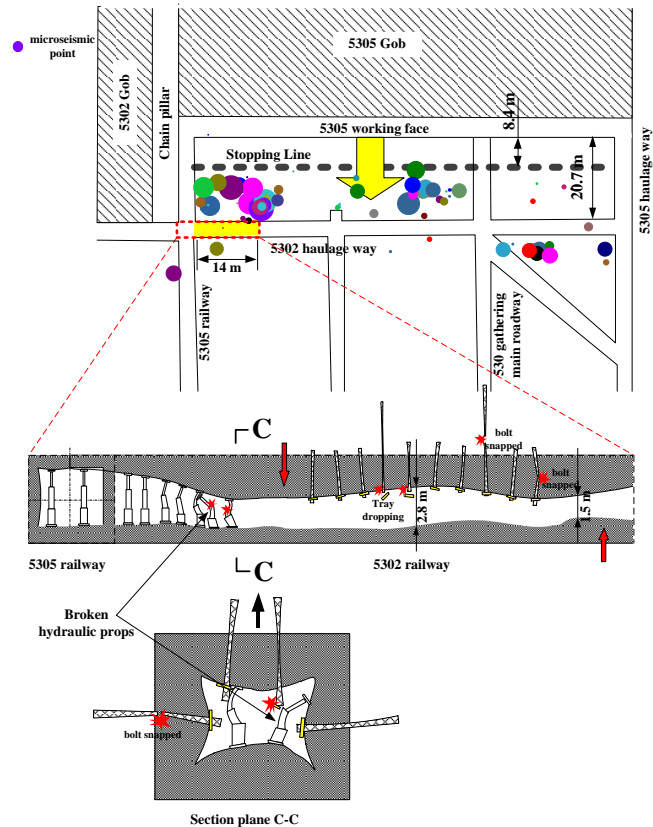 microseismic
point
5305 Gob
5302 Gob
Chain pillar
5305 working face
8.4 m
Stopping Line
20.7 m
5305 haulage way
5302 haulage way
14 m
5305 railway
530 gathering
main roadway
C
bolt
snapped
bolt
snapped
Tray
dropping
2.8 m
1.5 m
5305 railway
C
5302 railway
Broken
hydraulic props
bolt snapped
Section plane C-C